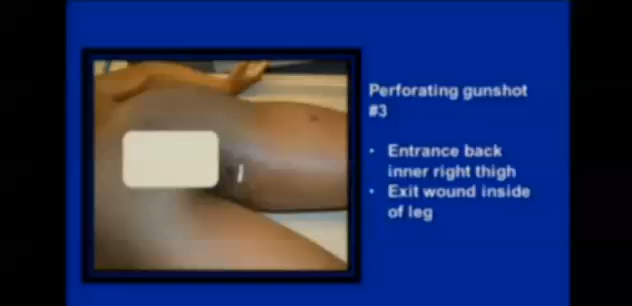 Perforating gunshot
#3
• Entrance back
inner right thigh
• Exit wound inside
of leg